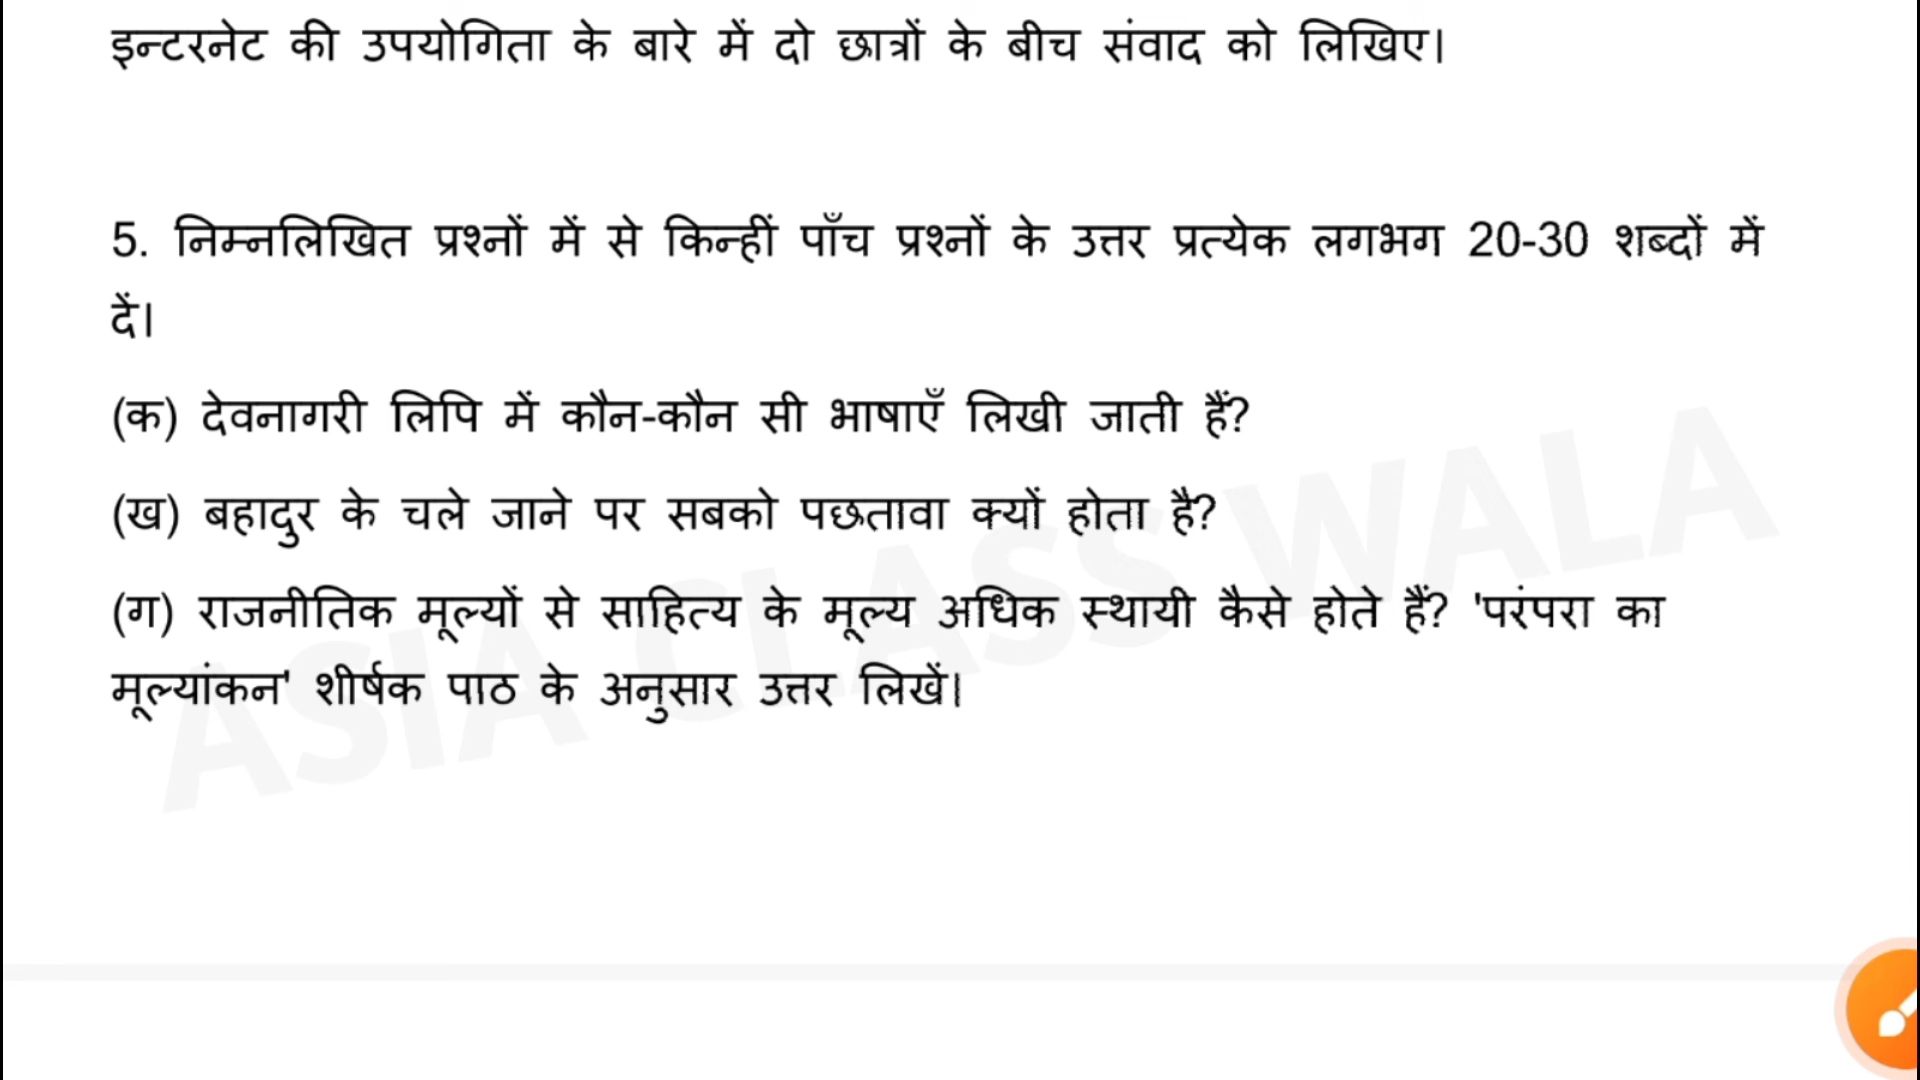 इन्टरनेट की उपयोगिता के बारे में दो छात्रों के बीच संवाद को लिखिए।
5. निम्नलिखित प्रश्नों में से किन्हीं पाँच प्रश्नों के उत्तर प्रत्येक लगभग 20-30 शब्दों में
दें।
(क) देवनागरी लिपि में कौन-कौन सी भाषाएँ लिखी जाती हैं?
(ख) बहादुर के चले जाने पर सबको पछतावा क्यों होता है?
(ग) राजनीतिक मूल्यों से साहित्य के मूल्य अधिक स्थायी कैसे होते हैं? 'परंपरा का
मूल्यांकन' शीर्षक पाठ के अनुसार उत्तर लिखें।
ASIA CLASS WALA